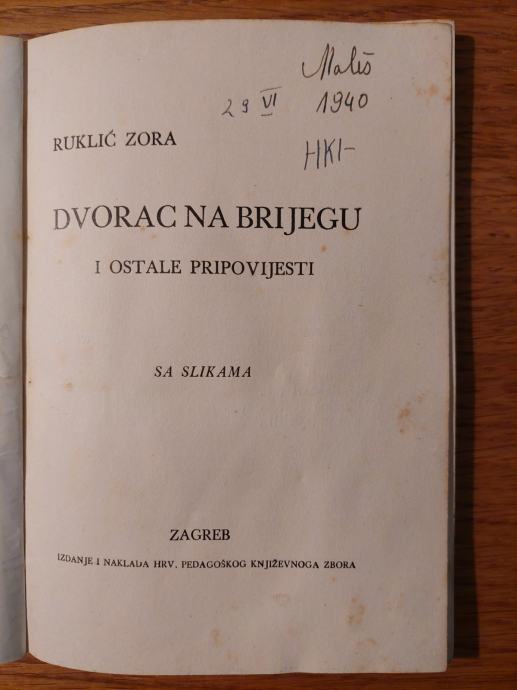 Mališ
29 VI 1940
HKI-
RUKLIĆ ZORA
DVORAC NA BRIJEGU
I OSTALE PRIPOVIJESTI
SA SLIKAMA
ZAGREB
IZDANJE I NAKLADA HRV. PEDAGOŠKOG KNJIŽEVNOGA ZBORA